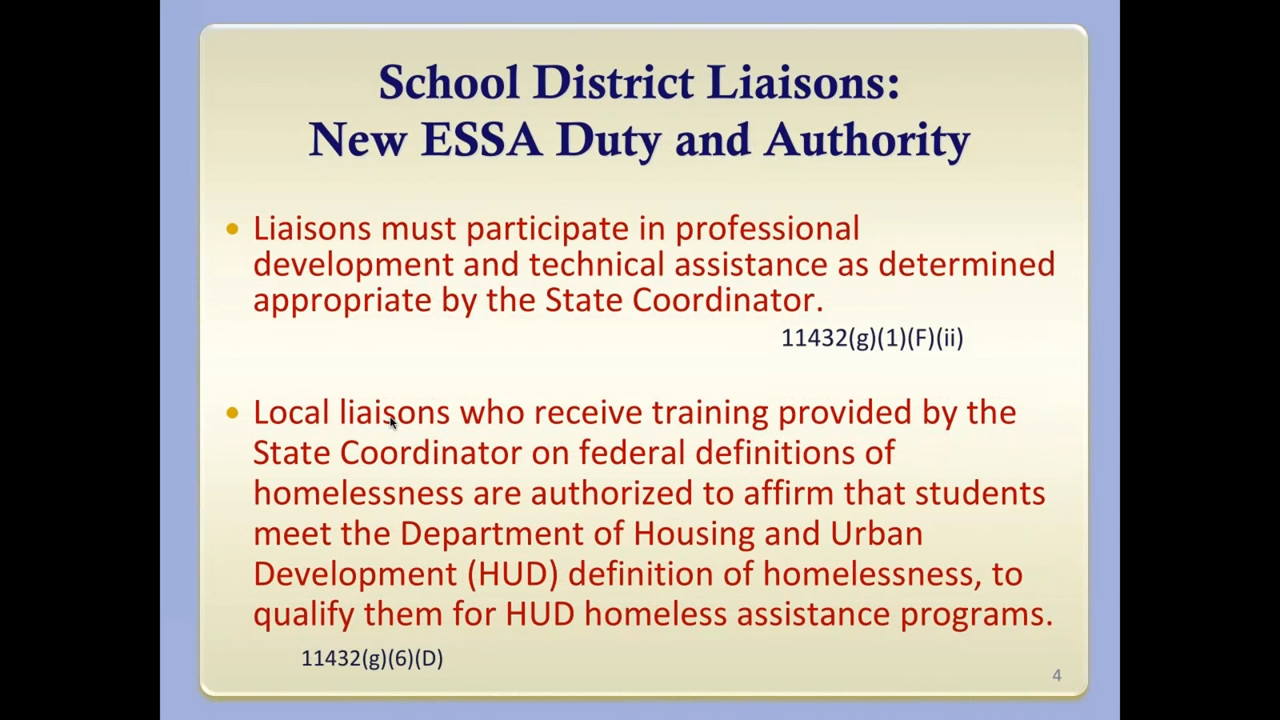 School District Liaisons:
New ESSA Duty and Authority
• Liaisons must participate in professional
development and technical assistance as determined
appropriate by the State Coordinator.
11432(g)(1)(F)(ii)
• Local liaisons who receive training provided by the
State Coordinator on federal definitions of
homelessness are authorized to affirm that students
meet the Department of Housing and Urban
Development (HUD) definition of homelessness, to
qualify them for HUD homeless assistance programs.
11432(g)(6)(D)
4